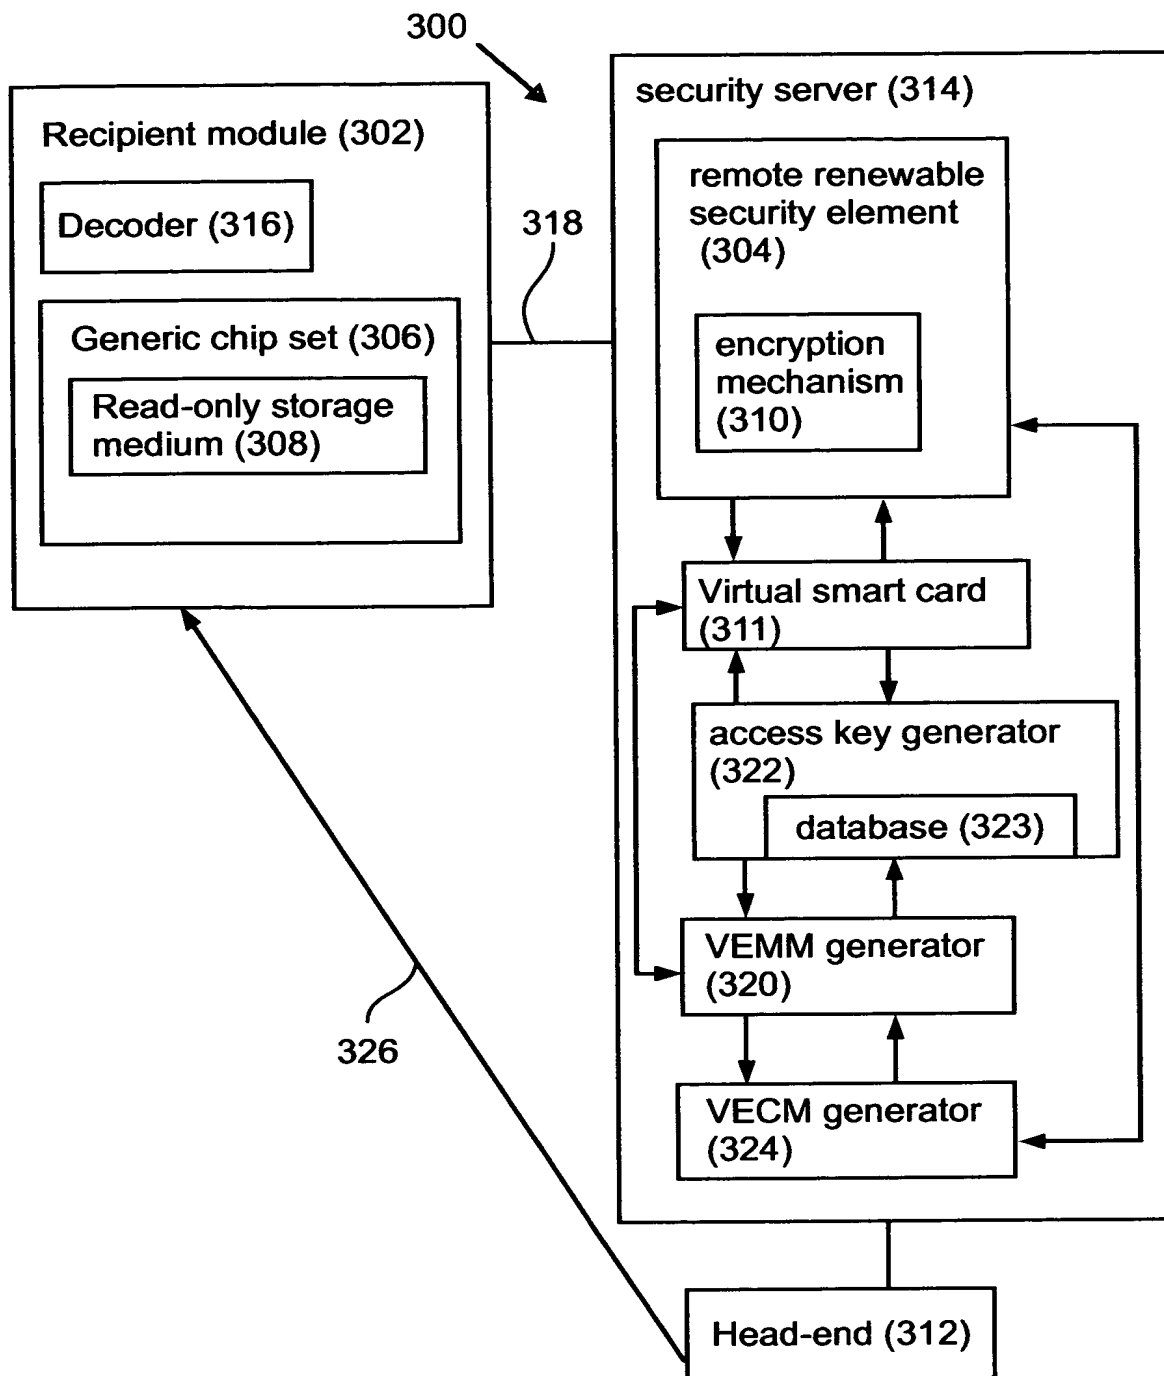 300
Recipient module (302)
Decoder (316)
Generic chip set (306)
Read-only storage
medium (308)
318
security server (314)
remote renewable
security element
(304)
encryption
mechanism
(310)
Virtual smart card
(311)
access key generator
(322)
database (323)
VEMM generator
(320)
VECM generator
(324)
326
Head-end (312)